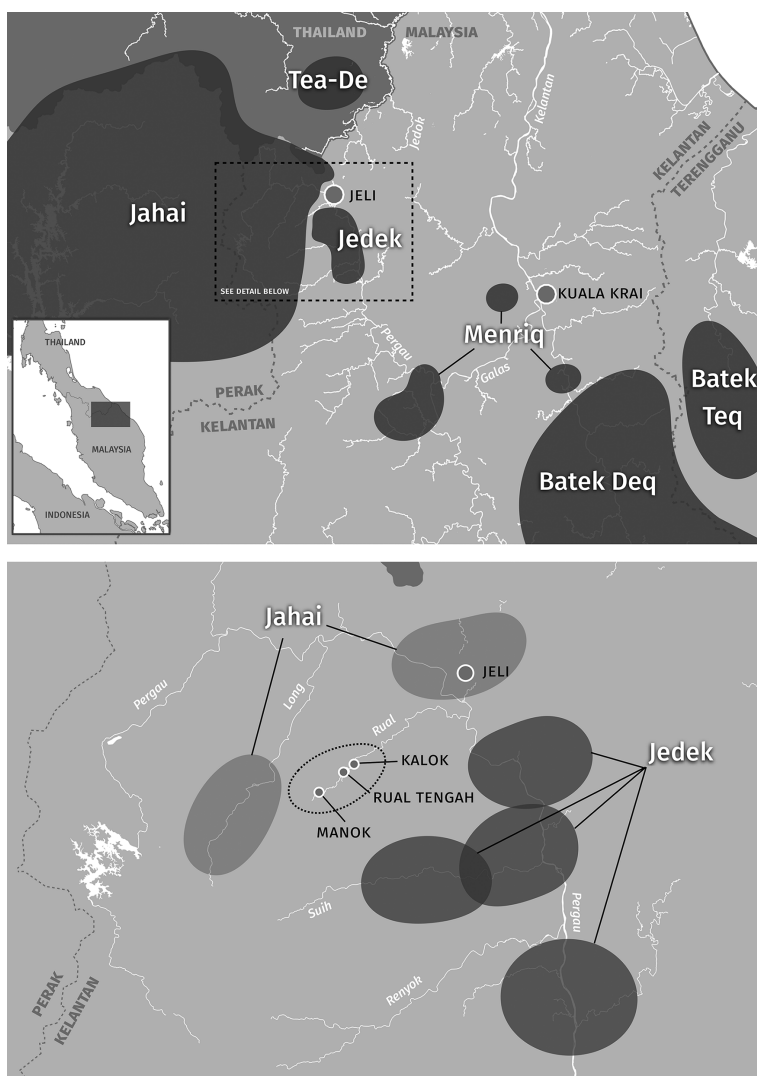 THAILAND
MALAYSIA
Tea-De
Jedok
Kelantan
KELANTAN
TERENGGANU
Jahai
JELI
Jedek
SEE DETAIL BELOW
KUALA KRAI
Menriq
Pergau
Galas
THAILAND
MALAYSIA
INDONESIA
PERAK
KELANTAN
Batek
Teq
Batek Deq
Jahai
JELI
Pergau
Long
Rual
KALOK
RUAL TENGAH
MANOK
Jedek
Suih
Pergau
Renyok
PERAK
KELANTAN